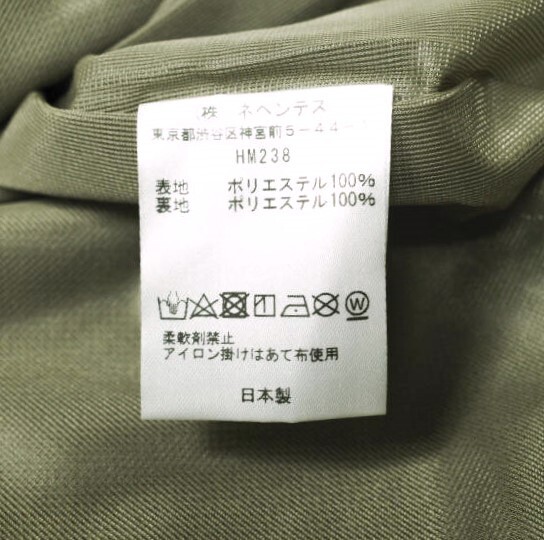 ㈱ ネペンテス
東京都渋谷区神宮前5-44-
HM238
表地 ポリエステル100%
裏地 ポリエステル100%
W
柔軟剤禁止
アイロン掛けはあて布使用
日本製